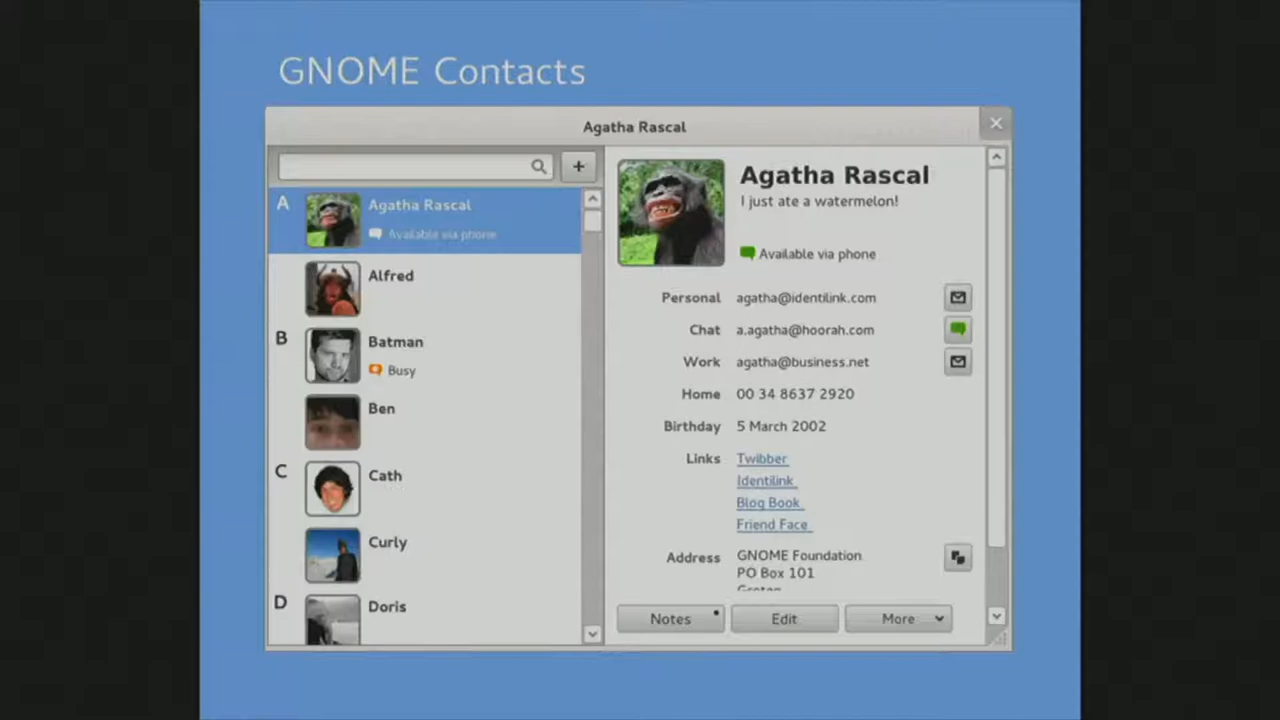 GNOME Contacts
Agatha Rascal
A
Agatha Rascal
Available via phone
Alfred
B
Batman
Busy
Ben
C
Cath
Curly
D
Doris
Agatha Rascal
I just ate a watermelon!
Available via phone
Personal agatha@identilink.com
Chat a.agatha@hoorah.com
Work agatha@business.net
Home 00 34 8637 2920
Birthday 5 March 2002
Links Twibber
Identilink
Blog Book
Friend Face
Address GNOME Foundation
PO Box 101
Notes Edit More